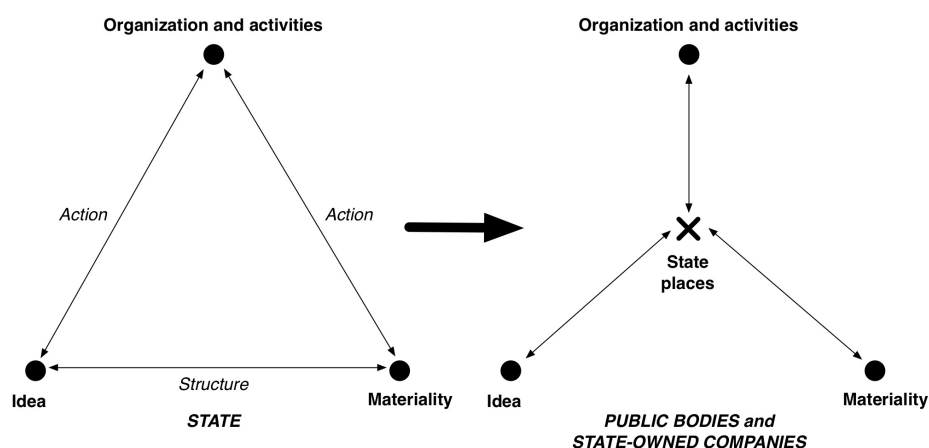 Organization and activities
Action
Action
Structure
Idea
Materiality
STATE
Organization and activities
State
places
Idea
Materiality
PUBLIC BODIES and
STATE-OWNED COMPANIES